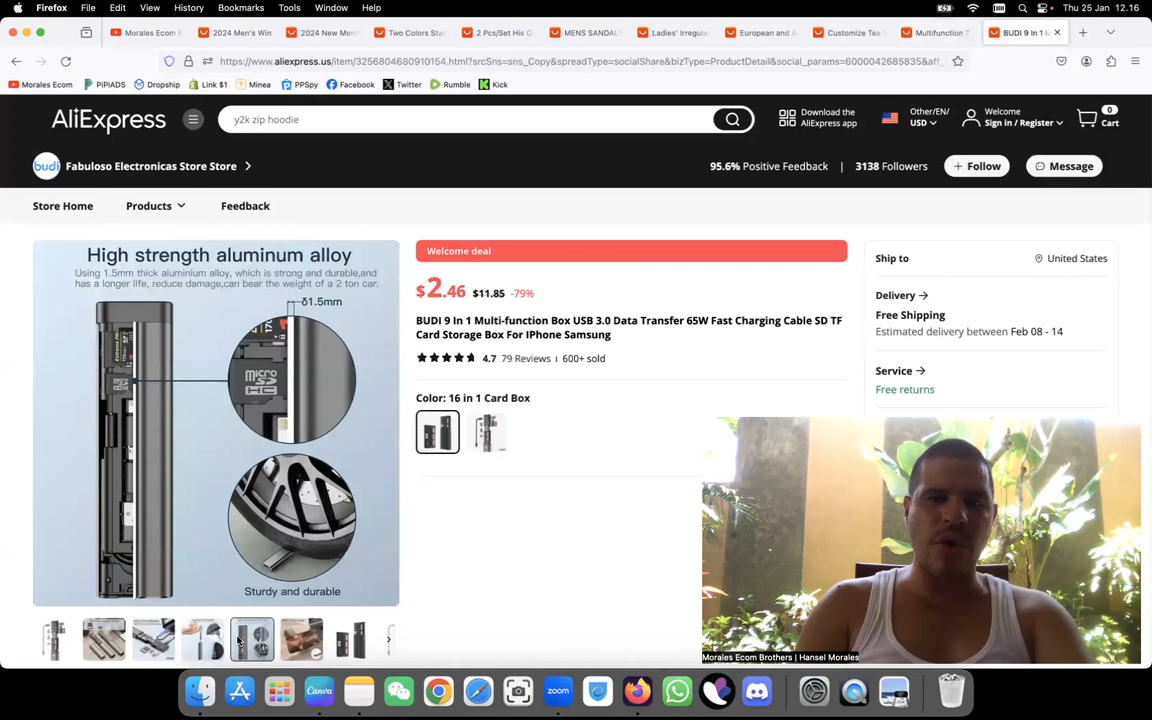 Firefox File Edit View History Bookmarks Tools Window Help
Thu 25 Jan 12.16
Morales Ecom B
2024 Men's Win
2024 New Men
Two Colors Stai
2 Pcs/Set His Q
MENS SANDAL
Ladies' Irregula
European and A
Customize Tee
Multifunction 7
BUDI 9 In 1 M
https://www.aliexpress.us/item/3256804680910154.html?srcSns=sns_Copy&spreadType=socialShare&bizType=ProductDetail&social_params=6000042685835&aff_
Morales Ecom PiPiADS Dropship Link $1 Minea PPSpy Facebook Twitter Rumble Kick
AliExpress
y2k zip hoodie
Download the
AliExpress app
Other/EN/
USD
Welcome
Sign in / Register
0
Cart
budi
Fabuloso Electronicas Store Store
95.6% Positive Feedback | 3138 Followers
+ Follow
Message
Store Home Products Feedback
High strength aluminum alloy
Using 1.5mm thick aluminium alloy, which is strong and durable,and
has a longer life, reduce damage,can bear the weight of a 2 ton car.
δ1.5mm
micro
SD
HC
Sturdy and durable
Welcome deal
$2.46 $11.85 -79%
BUDI 9 In 1 Multi-function Box USB 3.0 Data Transfer 65W Fast Charging Cable SD TF
Card Storage Box For IPhone Samsung
4.7 79 Reviews 600+ sold
Color: 16 in 1 Card Box
Ship to
United States
Delivery
Free Shipping
Estimated delivery between Feb 08 - 14
Service
Free returns
Morales Ecom Brothers | Hansel Morales
zoom
Canva